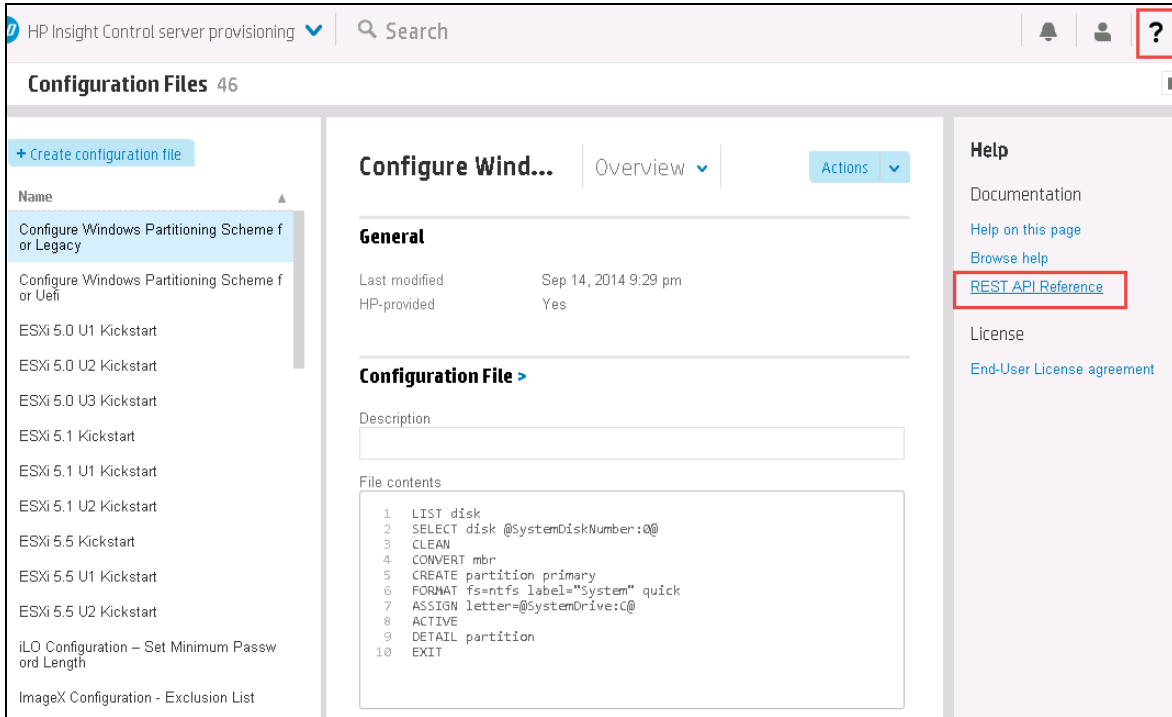 HP Insight Control server provisioning
Search
?
Configuration Files 46
+ Create configuration file
Name
Configure Windows Partitioning Scheme f
or Legacy
Configure Windows Partitioning Scheme f
or Uefi
ESXi 5.0 U1 Kickstart
ESXi 5.0 U2 Kickstart
ESXi 5.0 U3 Kickstart
ESXi 5.1 Kickstart
ESXi 5.1 U1 Kickstart
ESXi 5.1 U2 Kickstart
ESXi 5.5 Kickstart
ESXi 5.5 U1 Kickstart
ESXi 5.5 U2 Kickstart
iLO Configuration – Set Minimum Passw
ord Length
ImageX Configuration - Exclusion List
Configure Wind...
Overview
Actions
General
Last modified Sep 14, 2014 9:29 pm
HP-provided Yes
Configuration File >
Description
File contents
1 LIST disk
2 SELECT disk @SystemDiskNumber:0@
3 CLEAN
4 CONVERT mbr
5 CREATE partition primary
6 FORMAT fs=ntfs label="System" quick
7 ASSIGN letter=@SystemDrive:C@
8 ACTIVE
9 DETAIL partition
10 EXIT
Help
Documentation
Help on this page
Browse help
REST API Reference
License
End-User License agreement